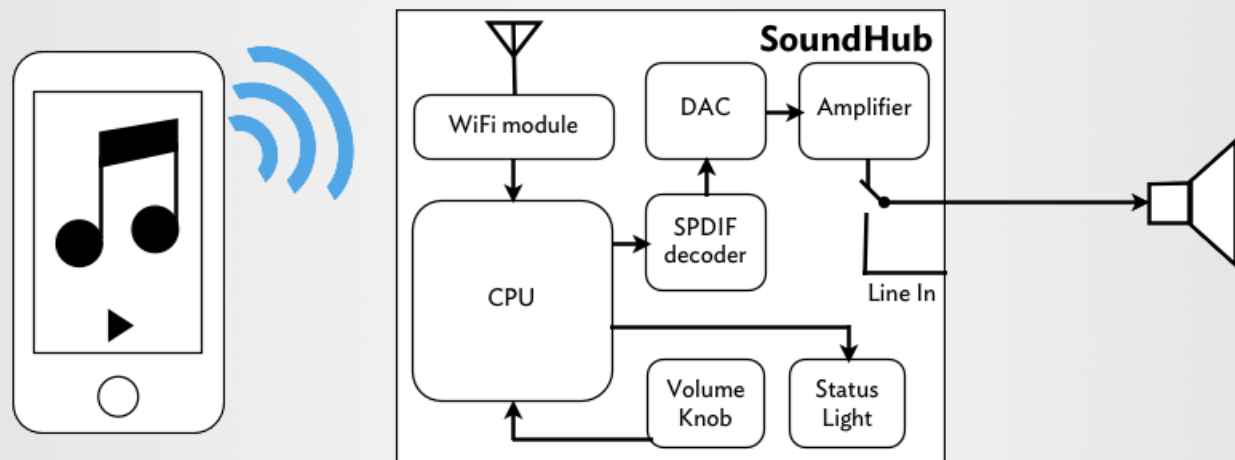 SoundHub
WiFi module
DAC
Amplifier
CPU
SPDIF
decoder
Line In
Volume
Knob
Status
Light